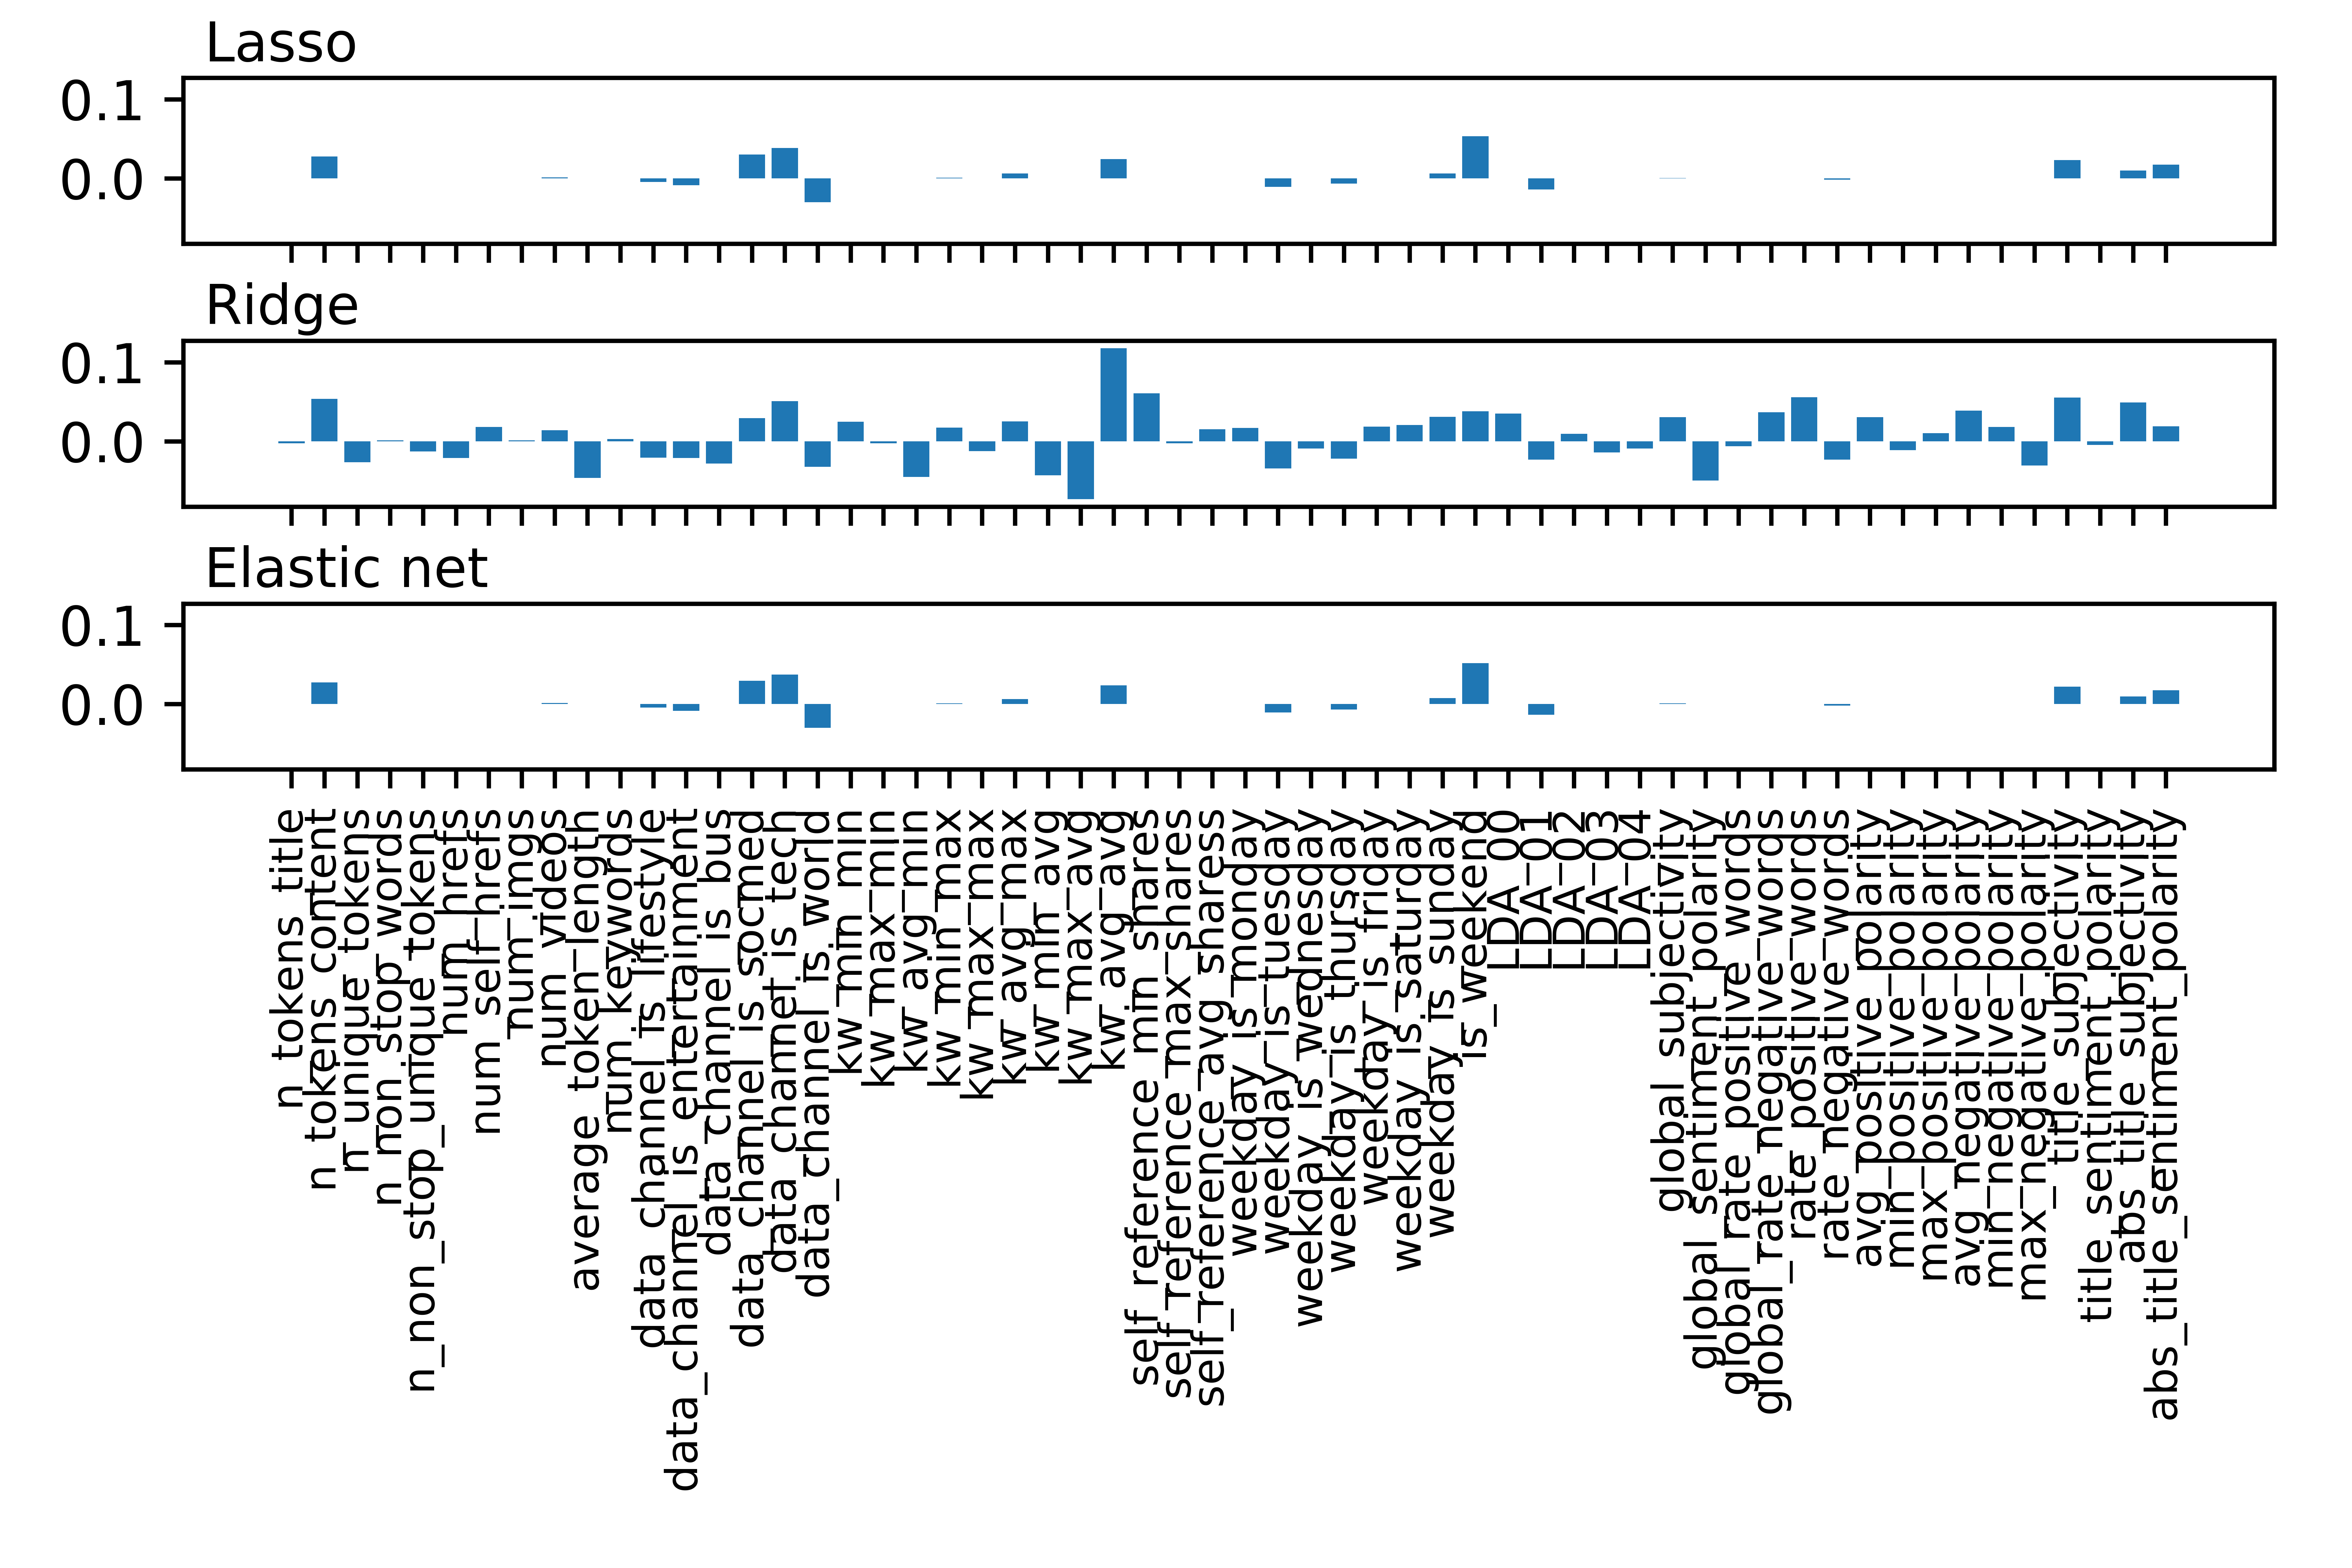 Lasso
0.1
0.0
Ridge
0.1
0.0
Elastic net
0.1
0.0
n_tokens_title
n_tokens_content
n_unique_tokens
n_non_stop_words
n_non_stop_unique_tokens
num_hrefs
num_self_hrefs
num_imgs
num_videos
average_token_length
num_keywords
data_channel_is_lifestyle
data_channel_is_entertainment
data_channel_is_bus
data_channel_is_socmed
data_channel_is_tech
data_channel_is_world
kw_min_min
kw_max_min
kw_avg_min
kw_min_max
kw_max_max
kw_avg_max
kw_min_avg
kw_max_avg
kw_avg_avg
self_reference_min_shares
self_reference_max_shares
self_reference_avg_sharess
weekday_is_monday
weekday_is_tuesday
weekday_is_wednesday
weekday_is_thursday
weekday_is_friday
weekday_is_saturday
weekday_is_sunday
is_weekend
LDA_00
LDA_01
LDA_02
LDA_03
LDA_04
global_subjectivity
global_sentiment_polarity
global_rate_positive_words
global_rate_negative_words
rate_positive_words
rate_negative_words
avg_positive_polarity
min_positive_polarity
max_positive_polarity
avg_negative_polarity
min_negative_polarity
max_negative_polarity
title_subjectivity
title_sentiment_polarity
abs_title_subjectivity
abs_title_sentiment_polarity